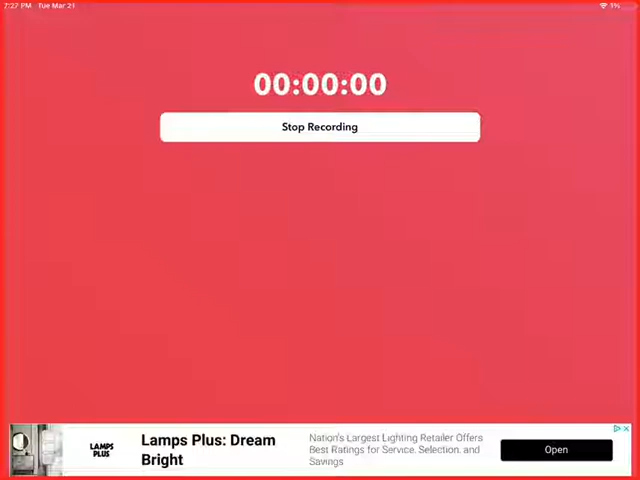 7:27 PM Tue Mar 21
1%
00:00:00
Stop Recording
LAMPS
PLUS
Lamps Plus: Dream
Bright
Nation's Largest Lighting Retailer Offers
Best Ratings for Service, Selection, and
Savings
Open